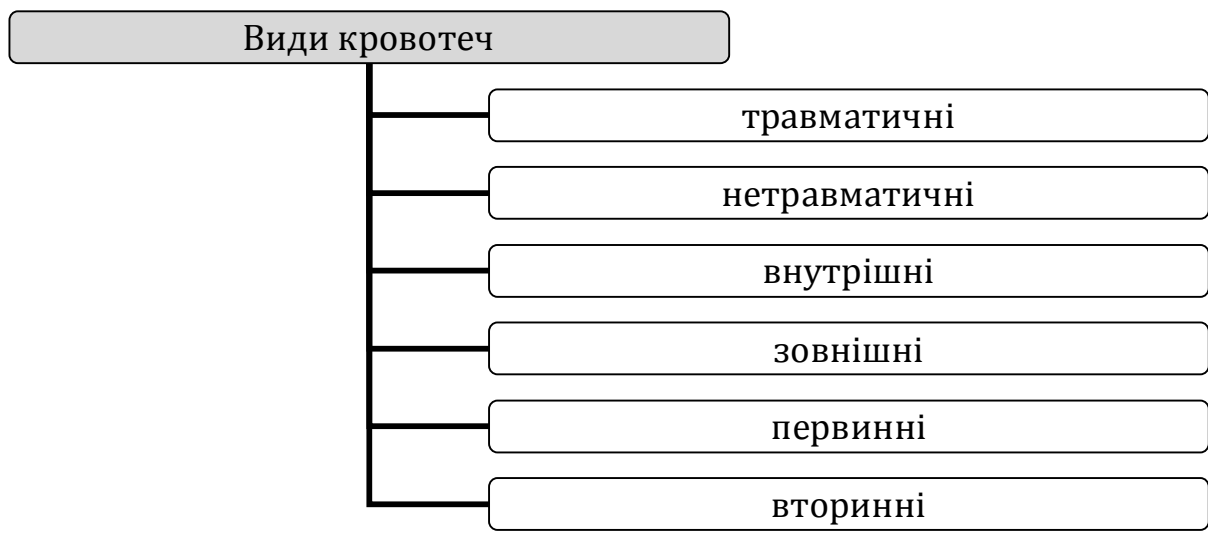 Види кровотеч
травматичні
нетравматичні
внутрішні
зовнішні
первинні
вторинні